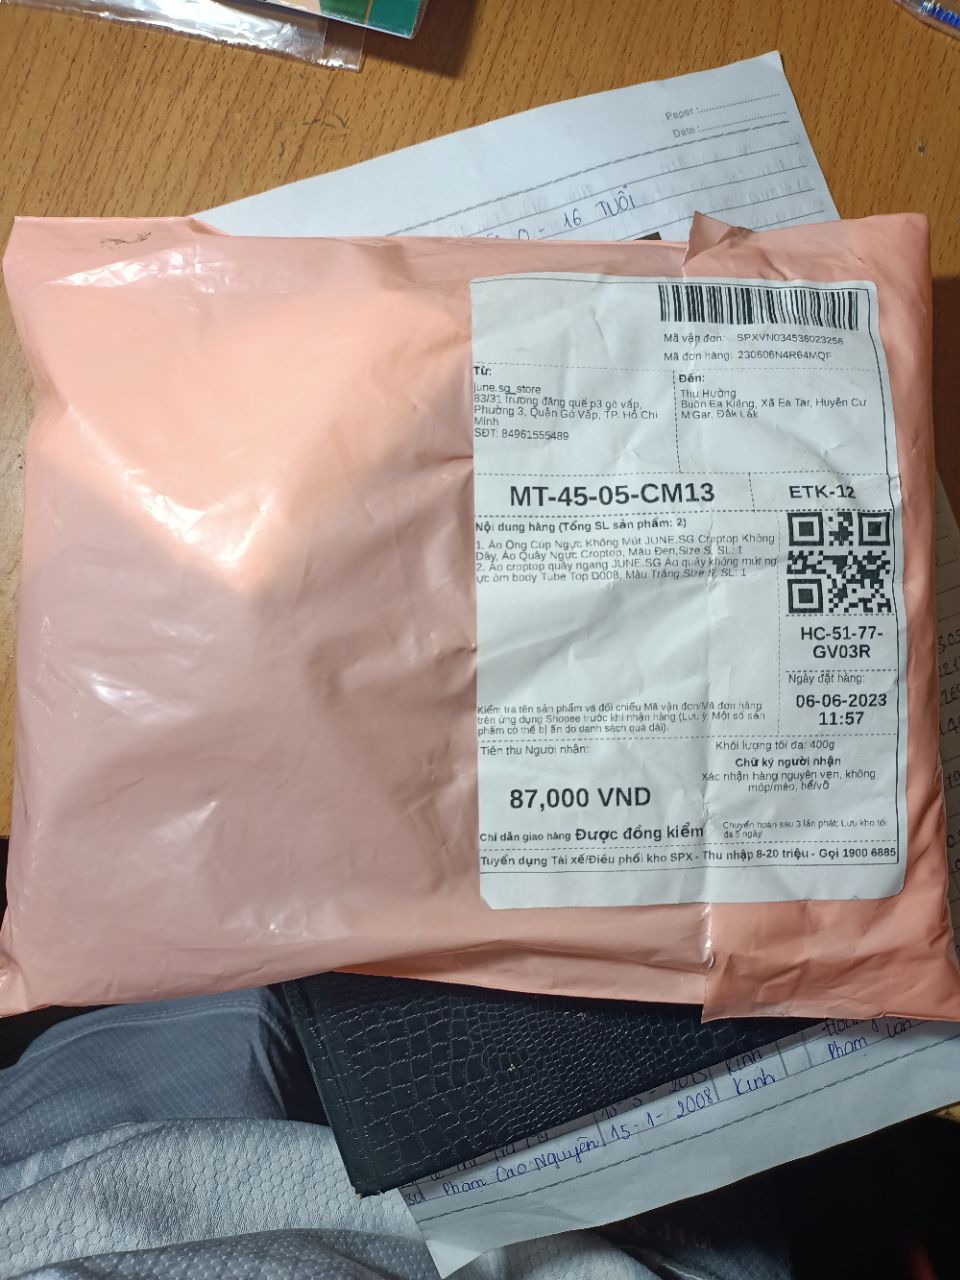 Paper :
Date :
0 - 16 TUỔI
Mã vận đơn: SPXVN034536023256
Mã đơn hàng: 230606N4R64MQF
Từ:
june.sg_store
83/31 Trương đăng quế p3 gò vấp,
Phường 3, Quận Gò Vấp, TP. Hồ Chí
Minh
SĐT: 84961555489
Đến:
Thu Hường
Buôn Ea Kiêng, Xã Ea Tar, Huyện Cư
M'Gar, Đắk Lắk
MT-45-05-CM13
ETK-12
Nội dung hàng (Tổng SL sản phẩm: 2)
1. Áo Ống Cúp Ngực Không Mút JUNE.SG Croptop Không
Dây, Áo Quây Ngực Croptop, Màu Đen,Size S, SL: 1
2. Áo croptop quây ngang JUNE.SG Áo quây không mút ng
ực ôm body Tube Top D008, Màu Trắng,Size S, SL: 1
HC-51-77-
GV03R
Ngày đặt hàng:
06-06-2023
11:57
Kiểm tra tên sản phẩm và đối chiếu Mã vận đơn/Mã đơn hàng
trên ứng dụng Shopee trước khi nhận hàng (Lưu ý: Một số sản
phẩm có thể bị ẩn do danh sách quá dài).
Tiền thu Người nhận:
87,000 VND
Khối lượng tối đa: 400g
Chữ ký người nhận
Xác nhận hàng nguyên vẹn, không
móp/méo, bể/vỡ
Chỉ dẫn giao hàng Được đồng kiểm
Chuyển hoàn sau 3 lần phát; Lưu kho tối
đa 5 ngày
Tuyển dụng Tài xế/Điều phối kho SPX - Thu nhập 8-20 triệu - Gọi 1900 6885
Kinh
Phạm Cao Nguyên 15-1-2008 Kinh Phạm Văn